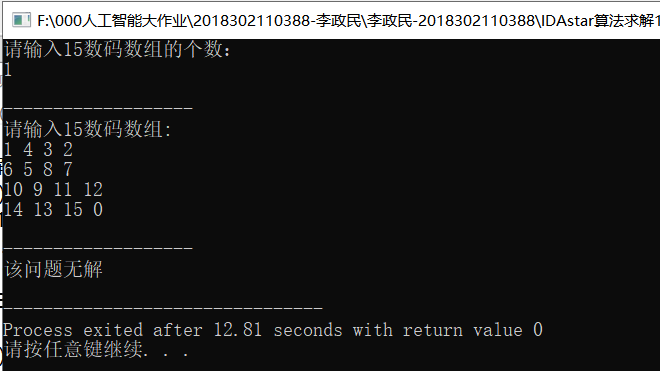 F:\000人工智能大作业\2018302110388-李政民\李政民-2018302110388\IDAstar算法求解1
请输入15数码数组的个数:
1
-------------------
请输入15数码数组:
1 4 3 2
6 5 8 7
10 9 11 12
14 13 15 0
-------------------
该问题无解
--------------------------------
Process exited after 12.81 seconds with return value 0
请按任意键继续. . .